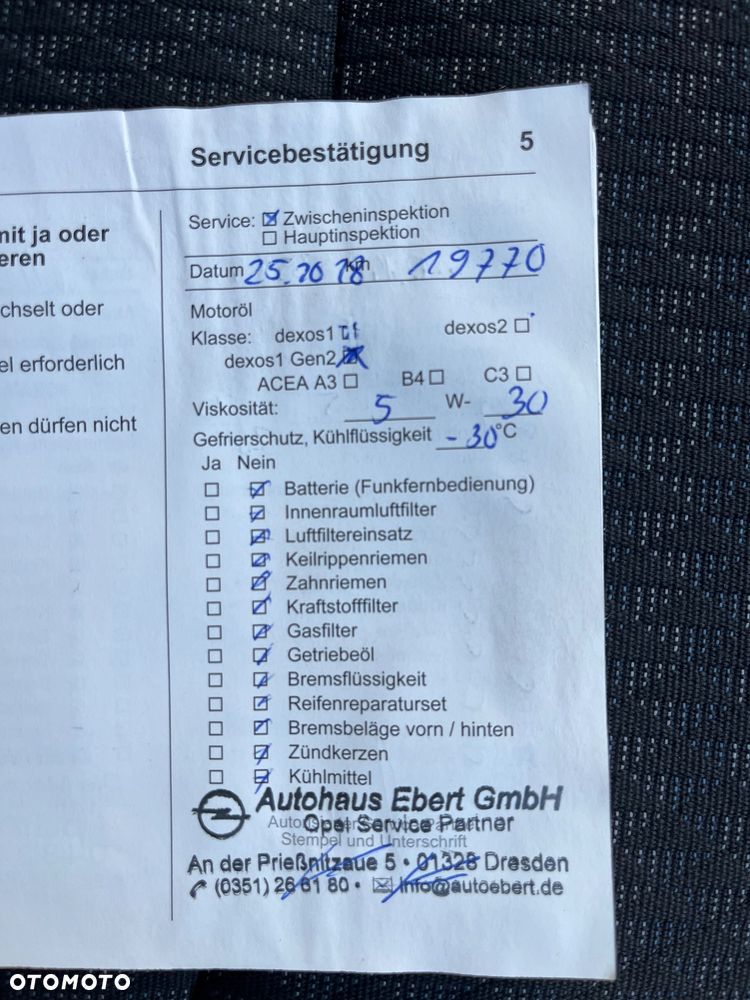 Servicebestätigung 5
mit ja oder
eren
chselt oder
el erforderlich
en dürfen nicht
Service: Zwischeninspektion
Hauptinspektion
Datum 25.10 18 km 19770
Motoröl
Klasse: dexos1 dexos2
dexos1 Gen2
ACEA A3 B4 C3
Viskosität: 5 W- 30
Gefrierschutz, Kühlflüssigkeit -30 °C
Ja Nein
Batterie (Funkfernbedienung)
Innenraumluftfilter
Luftfiltereinsatz
Keilrippenriemen
Zahnriemen
Kraftstofffilter
Gasfilter
Getriebeöl
Bremsflüssigkeit
Reifenreparaturset
Bremsbeläge vorn / hinten
Zündkerzen
Kühlmittel
Autohaus Ebert GmbH
Opel Service Partner
Stempel und Unterschrift
An der Prießnitzaue 5 • 01328 Dresden
(0351) 26 61 80 • info@autoebert.de
OTOMOTO